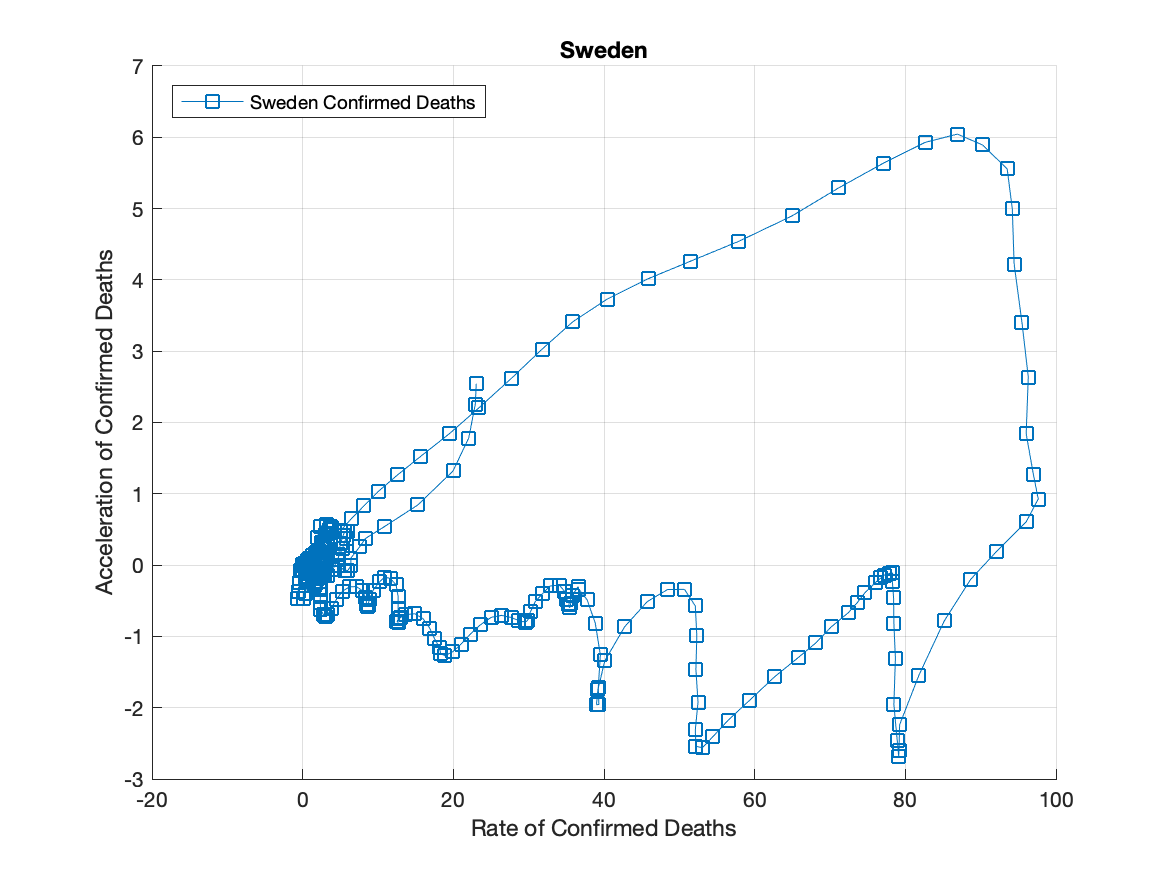 Sweden
7
Sweden Confirmed Deaths
6
5
4
3
2
1
0
-1
-2
-3
Acceleration of Confirmed Deaths
-20 0 20 40 60 80 100
Rate of Confirmed Deaths